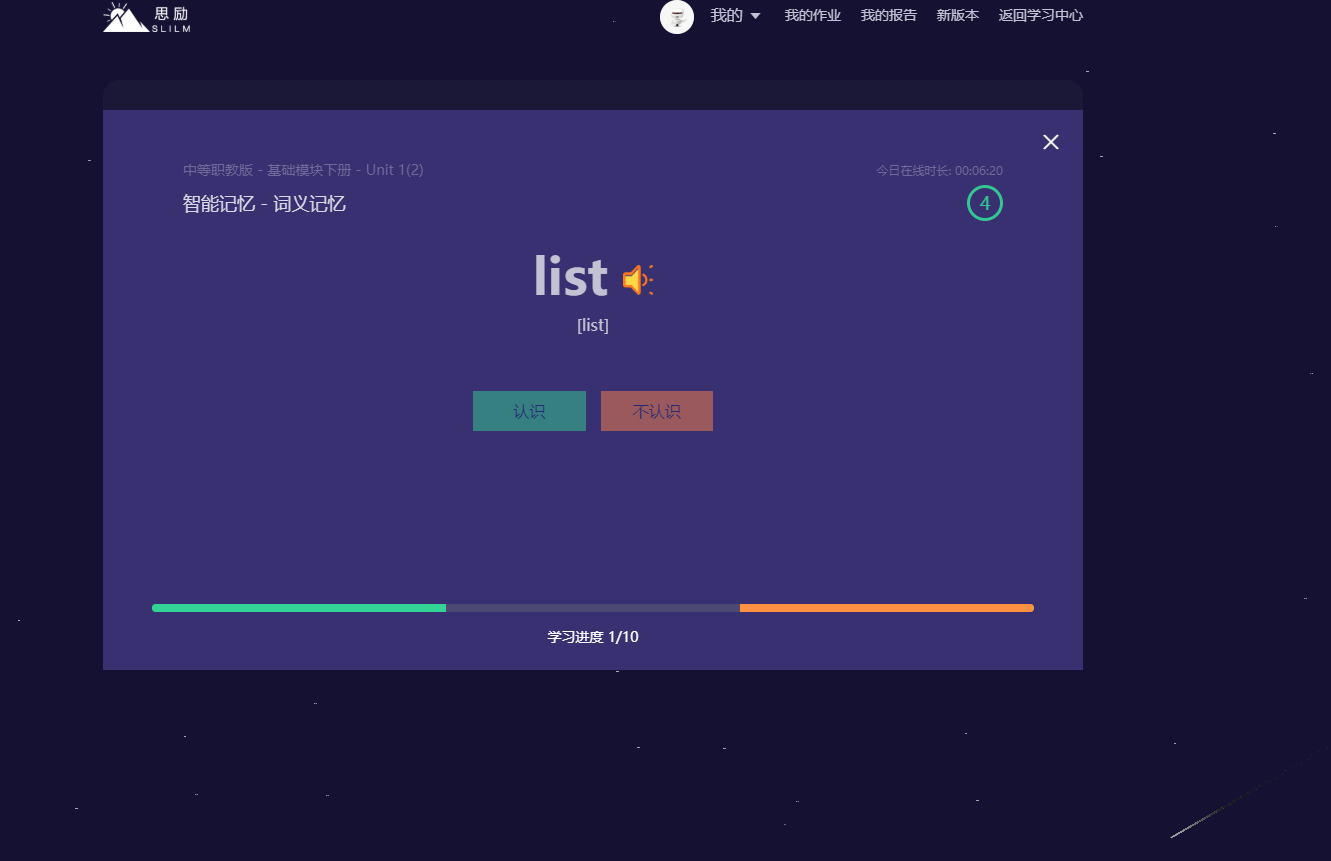 思励
SLILM
我的
我的作业
我的报告
新版本
返回学习中心
中等职教版 - 基础模块下册 - Unit 1(2)
今日在线时长: 00:06:20
智能记忆 - 词义记忆
4
list
[list]
认识
不认识
学习进度 1/10